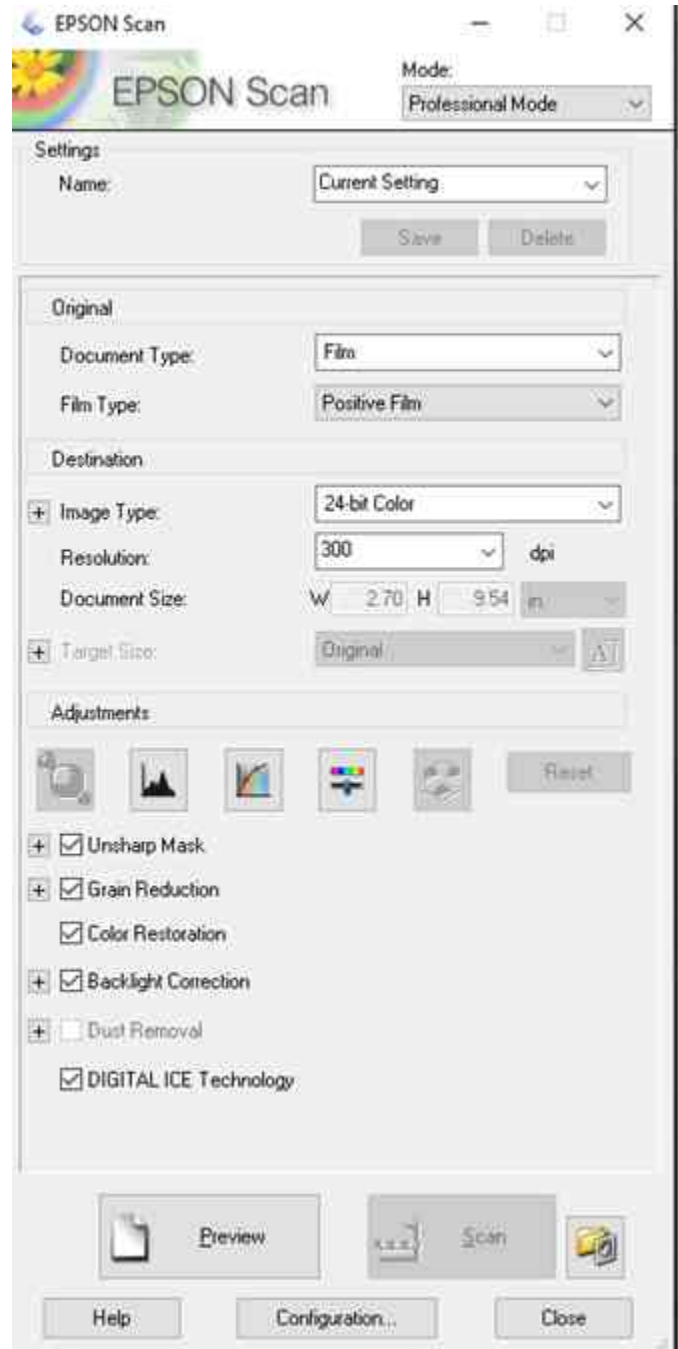 EPSON Scan
EPSON Scan
Mode:
Professional Mode
Settings
Name: Current Setting
Save Delete
Original
Document Type: Film
Film Type: Positive Film
Destination
Image Type: 24-bit Color
Resolution: 300 dpi
Document Size: W 2.70 H 9.54 in.
Target Size: Original
Adjustments
Reset
Unsharp Mask
Grain Reduction
Color Restoration
Backlight Correction
Dust Removal
DIGITAL ICE Technology
Preview Scan
Help Configuration... Close